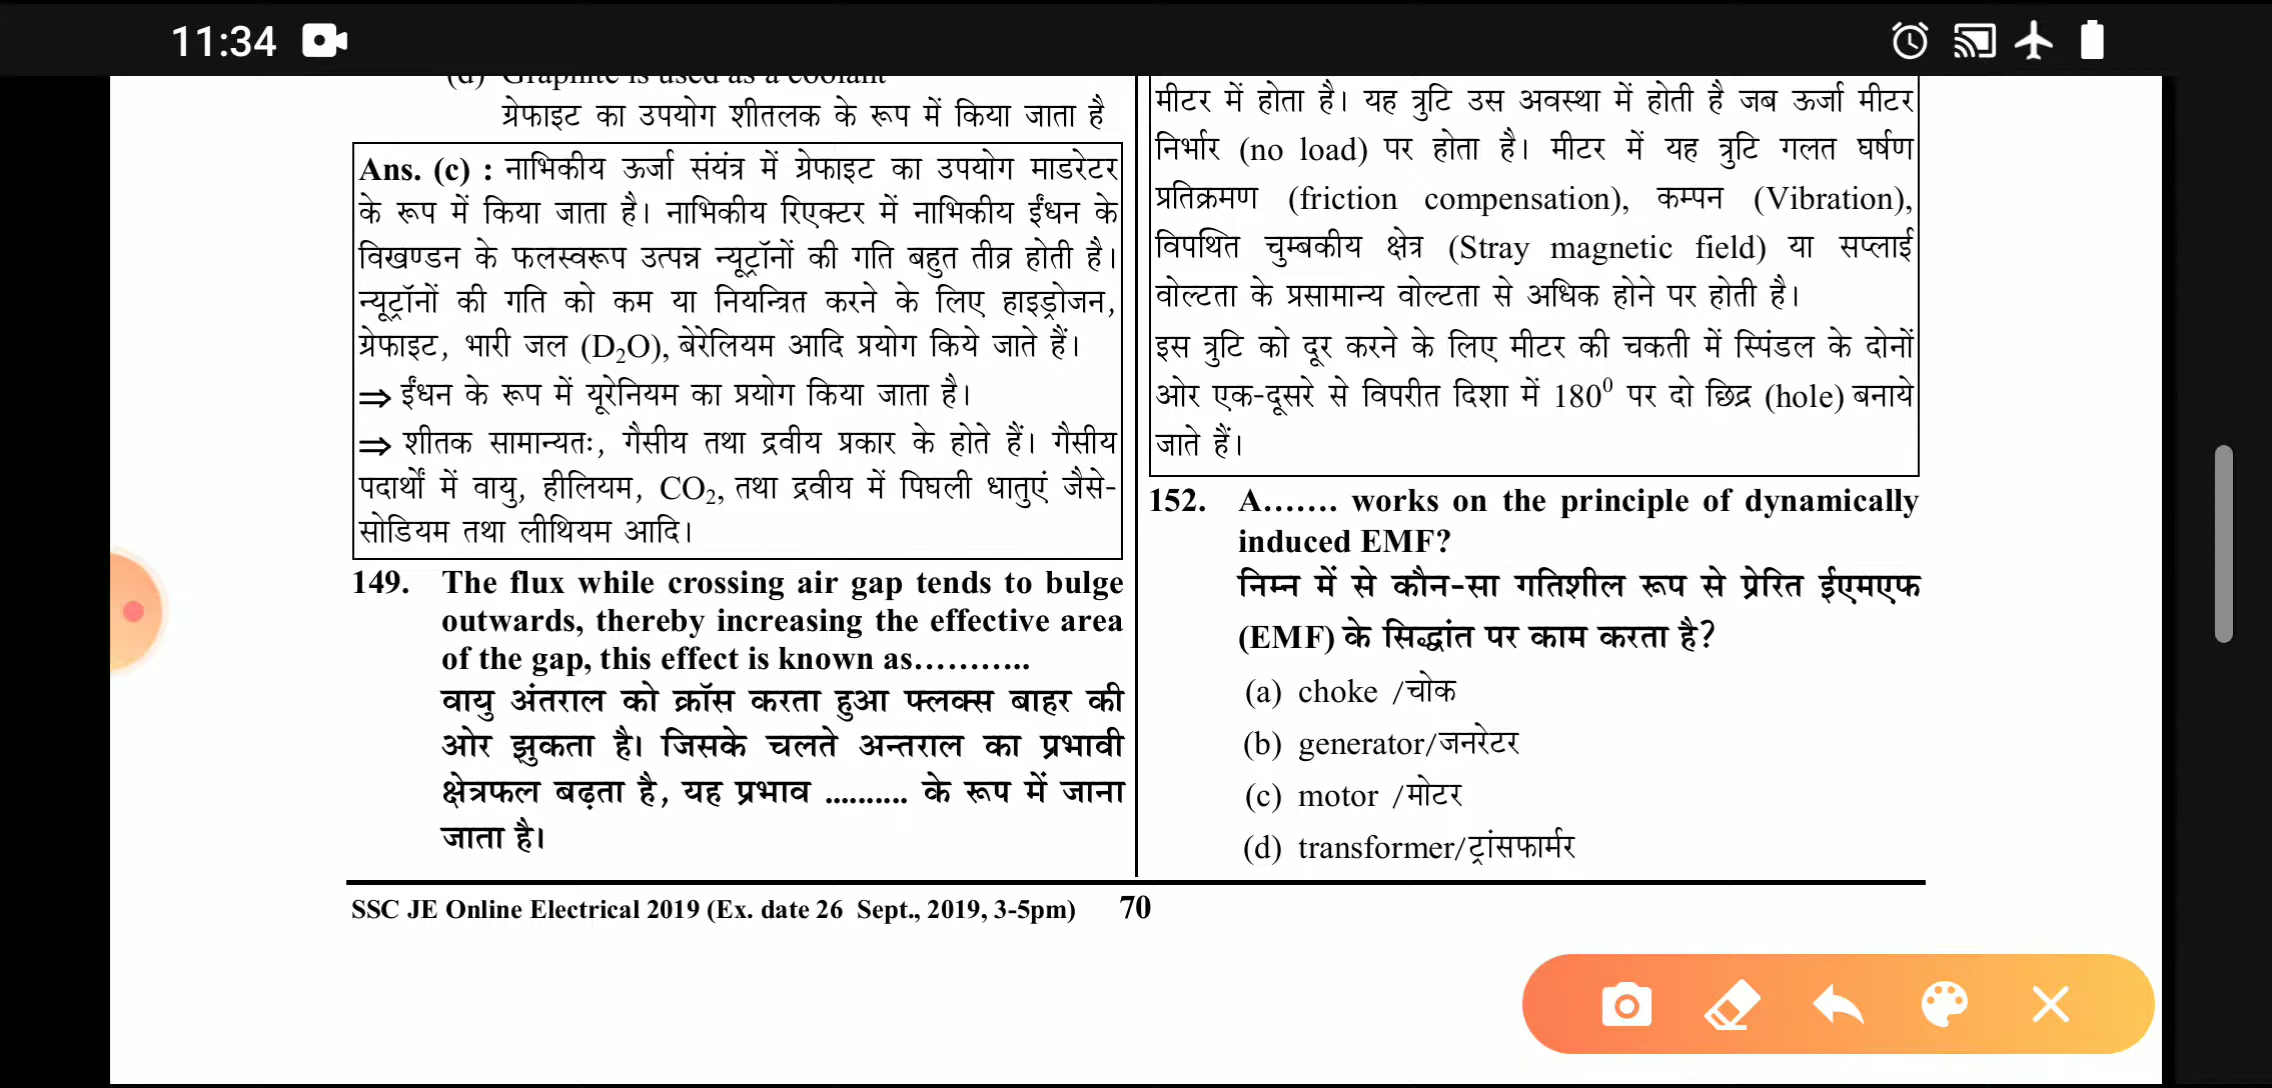 11:34
(d) Graphite is used as a coolant
ग्रेफाइट का उपयोग शीतलक के रूप में किया जाता है
Ans. (c) : नाभिकीय ऊर्जा संयंत्र में ग्रेफाइट का उपयोग माडरेटर
के रूप में किया जाता है। नाभिकीय रिएक्टर में नाभिकीय ईंधन के
विखण्डन के फलस्वरूप उत्पन्न न्यूट्रॉनों की गति बहुत तीव्र होती है।
न्यूट्रॉनों की गति को कम या नियन्त्रित करने के लिए हाइड्रोजन,
ग्रेफाइट, भारी जल (D₂O), बेरेलियम आदि प्रयोग किये जाते हैं।
⇒ ईंधन के रूप में यूरेनियम का प्रयोग किया जाता है।
⇒ शीतक सामान्यतः, गैसीय तथा द्रवीय प्रकार के होते हैं। गैसीय
पदार्थों में वायु, हीलियम, CO₂, तथा द्रवीय में पिघली धातुएं जैसे-
सोडियम तथा लीथियम आदि।
149. The flux while crossing air gap tends to bulge
outwards, thereby increasing the effective area
of the gap, this effect is known as...........
वायु अंतराल को क्रॉस करता हुआ फ्लक्स बाहर की
ओर झुकता है। जिसके चलते अन्तराल का प्रभावी
क्षेत्रफल बढ़ता है, यह प्रभाव .......... के रूप में जाना
जाता है।
मीटर में होता है। यह त्रुटि उस अवस्था में होती है जब ऊर्जा मीटर
निर्भार (no load) पर होता है। मीटर में यह त्रुटि गलत घर्षण
प्रतिक्रमण (friction compensation), कम्पन (Vibration),
विपथित चुम्बकीय क्षेत्र (Stray magnetic field) या सप्लाई
वोल्टता के प्रसामान्य वोल्टता से अधिक होने पर होती है।
इस त्रुटि को दूर करने के लिए मीटर की चकती में स्पिंडल के दोनों
ओर एक-दूसरे से विपरीत दिशा में 180⁰ पर दो छिद्र (hole) बनाये
जाते हैं।
152. A....... works on the principle of dynamically
induced EMF?
निम्न में से कौन-सा गतिशील रूप से प्रेरित ईएमएफ
(EMF) के सिद्धांत पर काम करता है?
(a) choke /चोक
(b) generator/जनरेटर
(c) motor /मोटर
(d) transformer/ट्रांसफार्मर
SSC JE Online Electrical 2019 (Ex. date 26 Sept., 2019, 3-5pm) 70